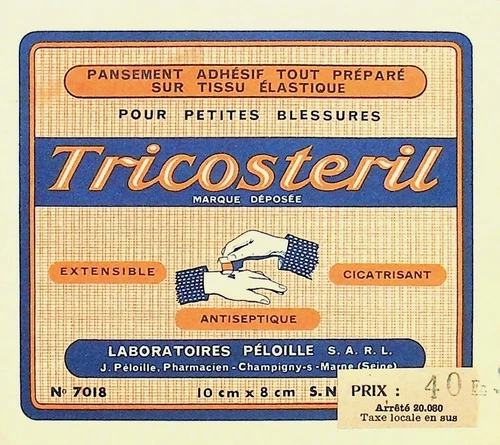 PANSEMENT ADHÉSIF TOUT PRÉPARÉ
SUR TISSU ÉLASTIQUE
POUR PETITES BLESSURES
Tricosteril
MARQUE DÉPOSÉE
EXTENSIBLE
CICATRISANT
ANTISEPTIQUE
LABORATOIRES PÉLOILLE S.A.R.L.
J. Péloille, Pharmacien - Champigny-s-Marne (Seine)
No 7018 10 cm x 8 cm S.N
PRIX : 40
Arrêté 20.080
Taxe locale en sus